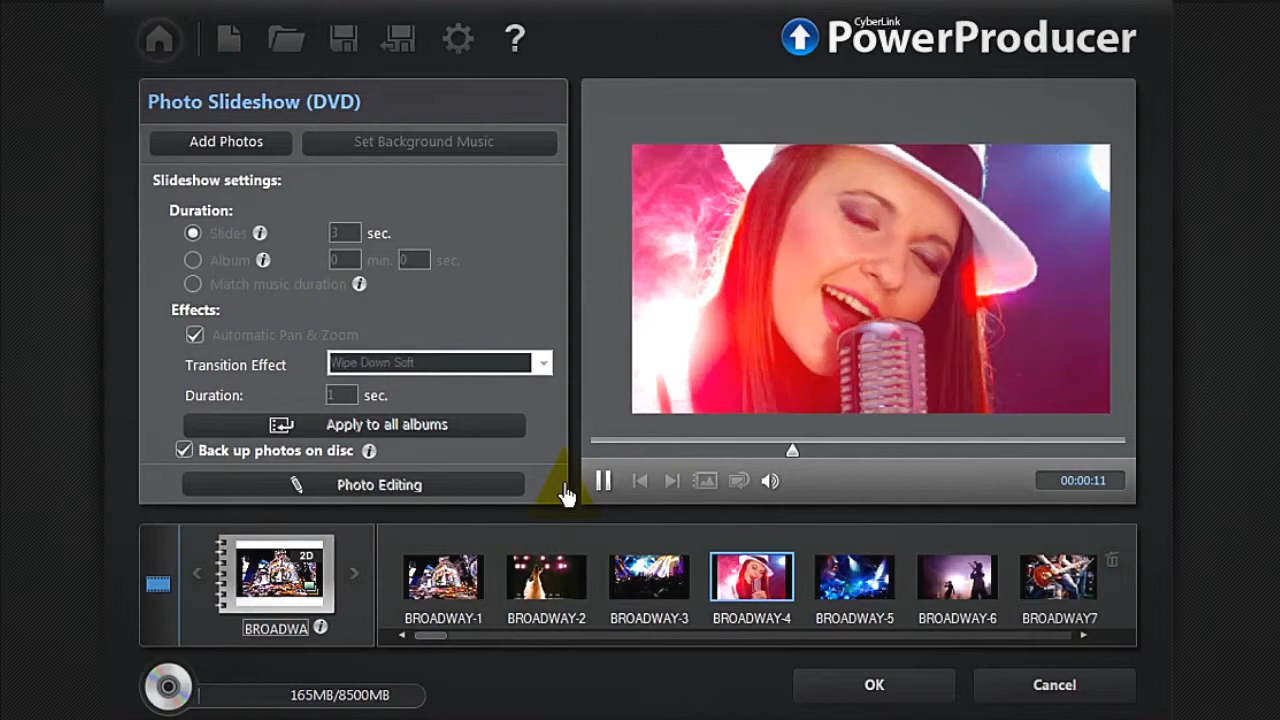 CyberLink
PowerProducer
?
Photo Slideshow (DVD)
Add Photos
Set Background Music
Slideshow settings:
Duration:
Slides i 3 sec.
Album i 0 min. 0 sec.
Match music duration i
Effects:
Automatic Pan & Zoom
Transition Effect Wipe Down Soft
Duration: 1 sec.
Apply to all albums
Back up photos on disc i
Photo Editing
00:00:11
2D
BROADWA i
BROADWAY-1 BROADWAY-2 BROADWAY-3 BROADWAY-4 BROADWAY-5 BROADWAY-6 BROADWAY7
165MB/8500MB
OK
Cancel